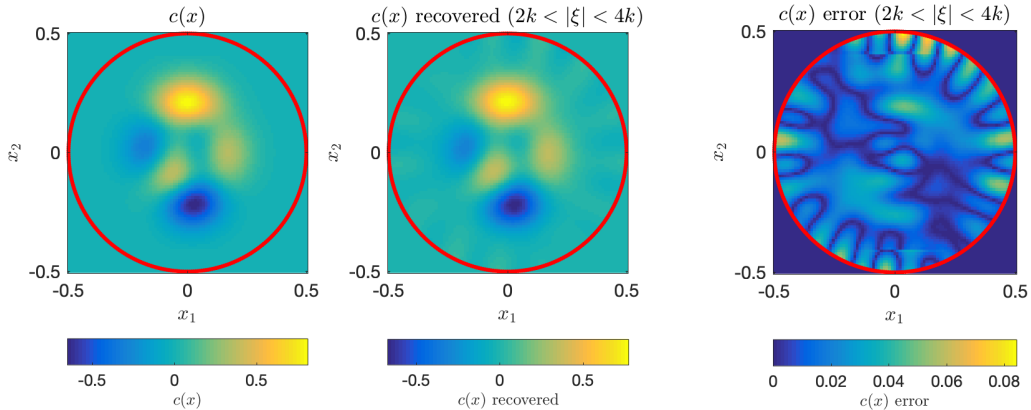 c(x)
c(x) recovered (2k < |ξ| < 4k)
c(x) error (2k < |ξ| < 4k)
0.5
0
-0.5
x₂
-0.5
0
0.5
x₁
0.5
0
-0.5
x₂
-0.5
0
0.5
x₁
0.5
0
-0.5
x₂
-0.5
0
0.5
x₁
-0.5
0
0.5
c(x)
-0.5
0
0.5
c(x) recovered
0
0.02
0.04
0.06
0.08
c(x) error